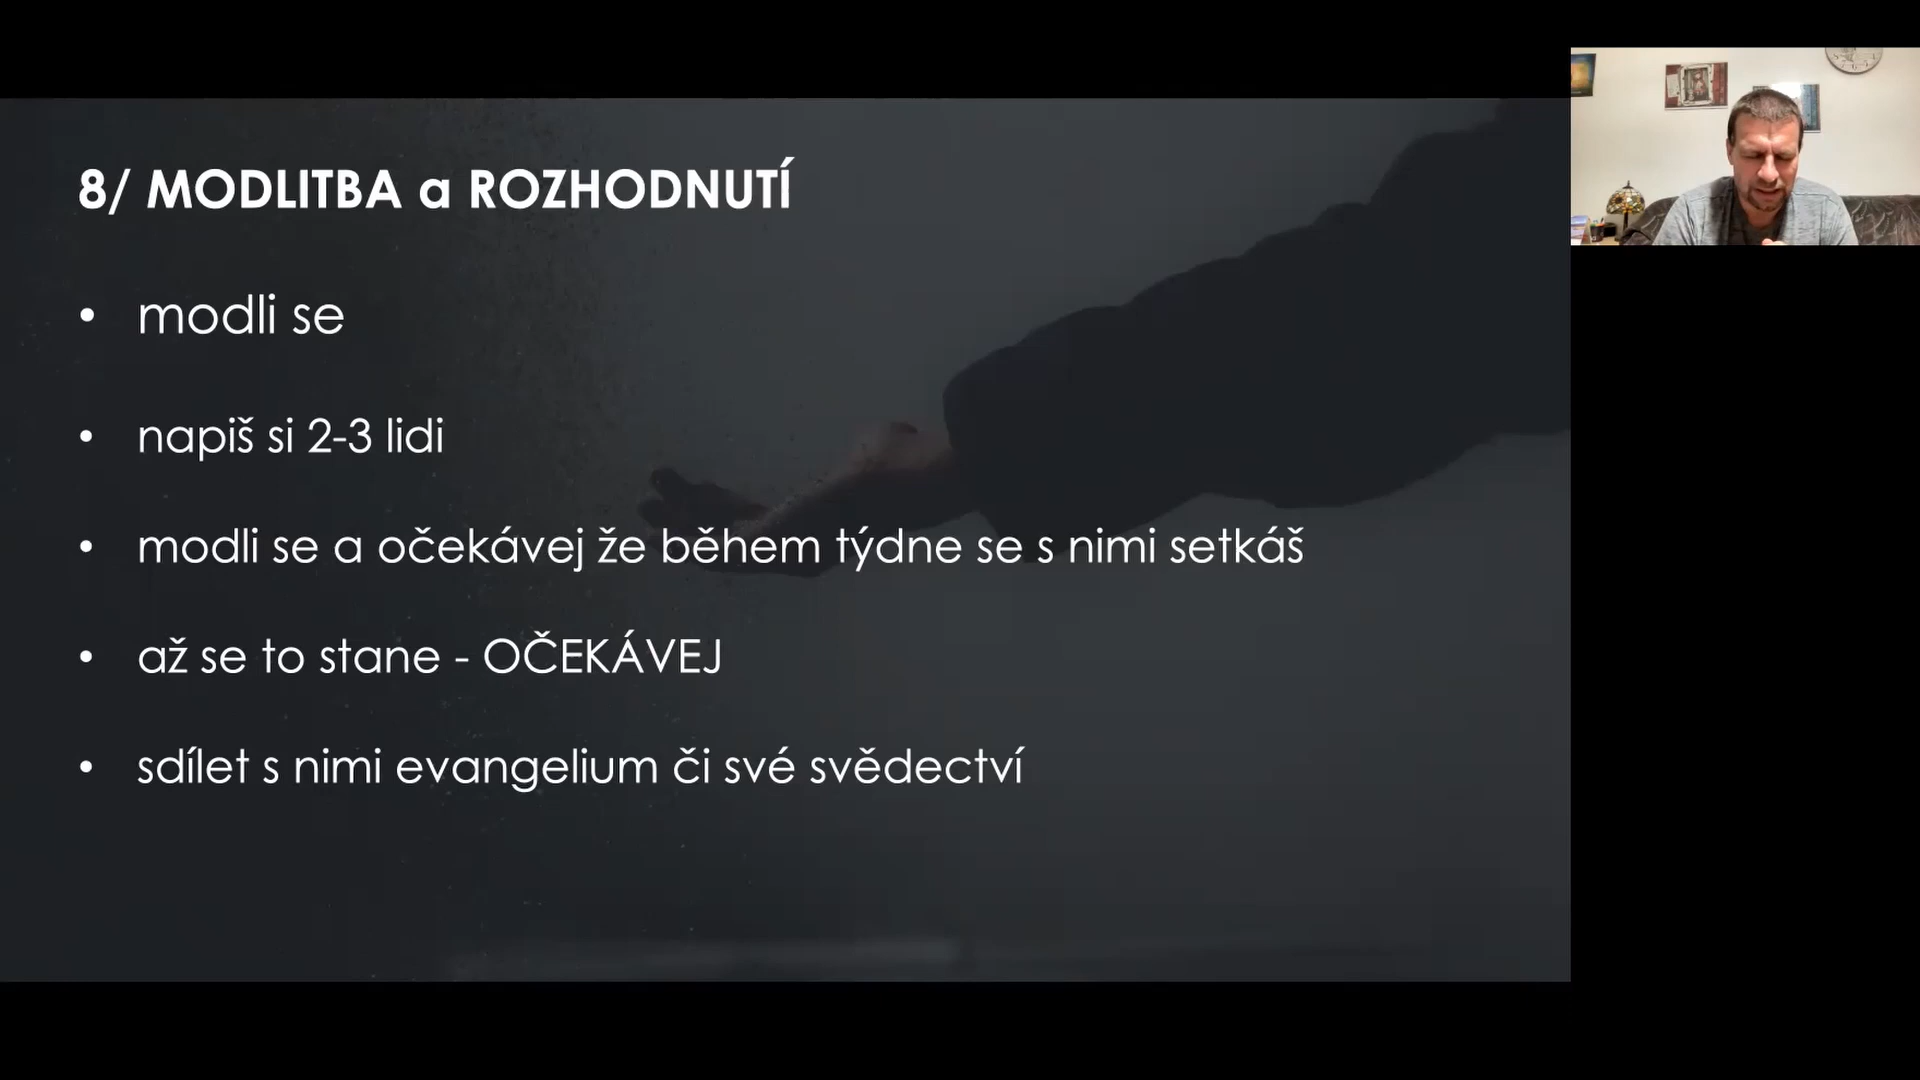 8/ MODLITBA a ROZHODNUTÍ
• modli se
• napiš si 2-3 lidi
• modli se a očekávej že během týdne se s nimi setkáš
• až se to stane - OČEKÁVEJ
• sdílet s nimi evangelium či své svědectví